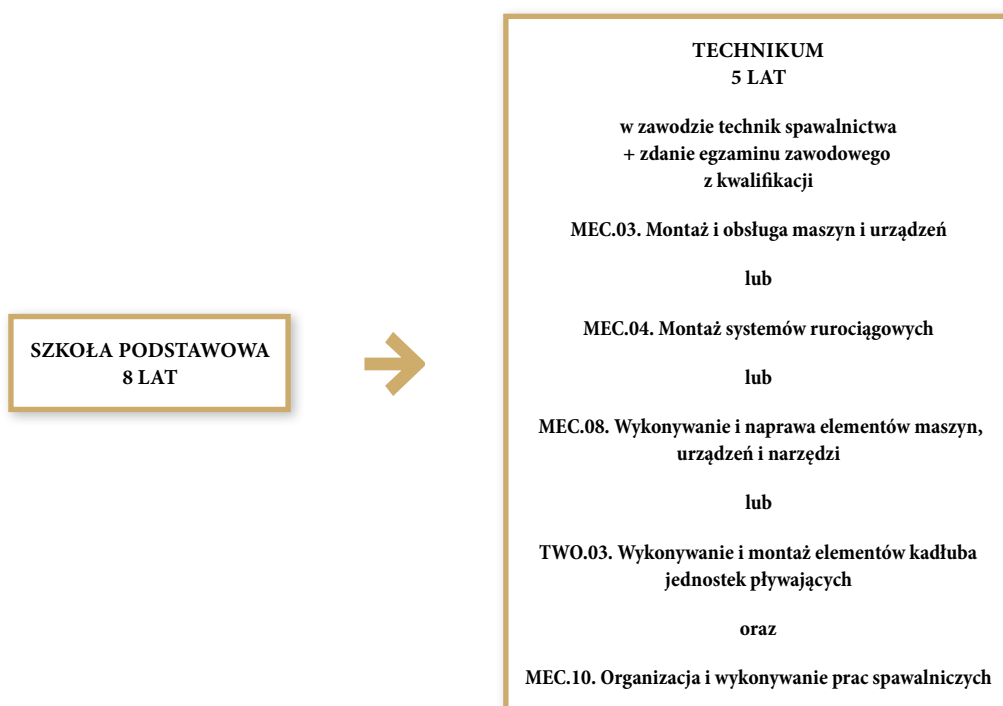 SZKOŁA PODSTAWOWA
8 LAT
TECHNIKUM
5 LAT
w zawodzie technik spawalnictwa
+ zdanie egzaminu zawodowego
z kwalifikacji
MEC.03. Montaż i obsługa maszyn i urządzeń
lub
MEC.04. Montaż systemów rurociągowych
lub
MEC.08. Wykonywanie i naprawa elementów maszyn,
urządzeń i narzędzi
lub
TWO.03. Wykonywanie i montaż elementów kadłuba
jednostek pływających
oraz
MEC.10. Organizacja i wykonywanie prac spawalniczych